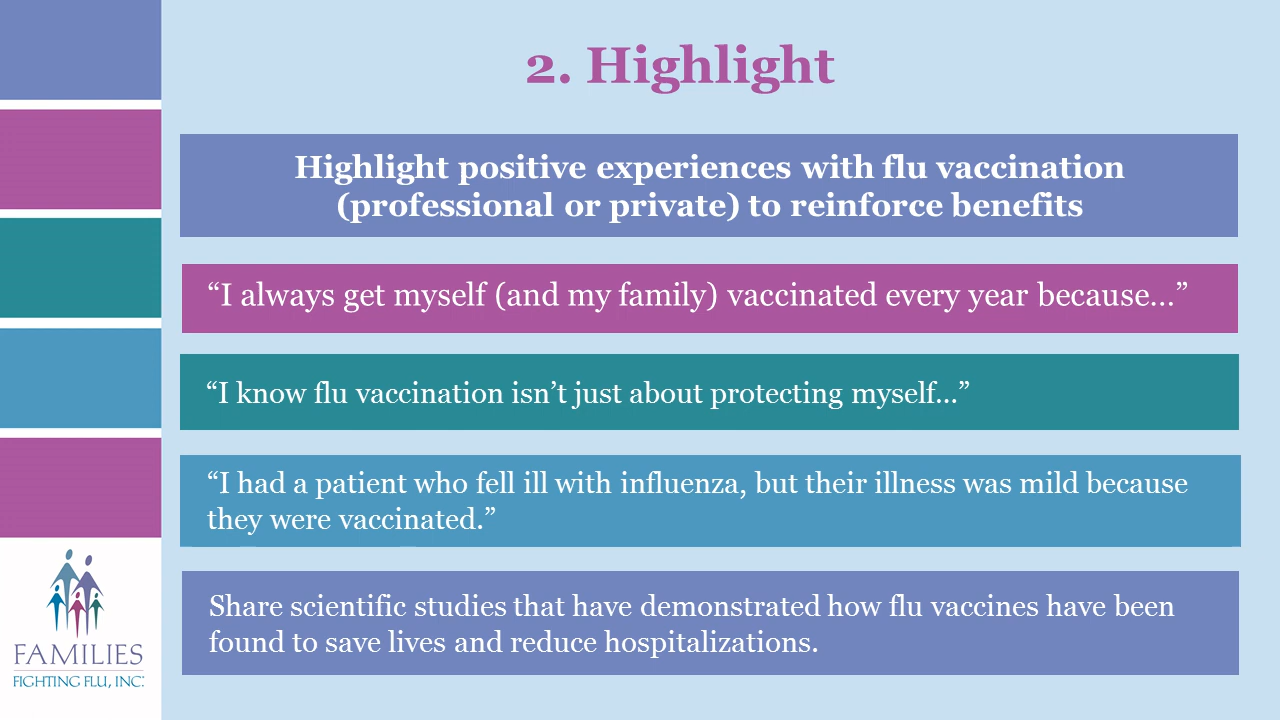 2. Highlight
Highlight positive experiences with flu vaccination
(professional or private) to reinforce benefits
“I always get myself (and my family) vaccinated every year because...”
“I know flu vaccination isn’t just about protecting myself...”
“I had a patient who fell ill with influenza, but their illness was mild because
they were vaccinated.”
Share scientific studies that have demonstrated how flu vaccines have been
found to save lives and reduce hospitalizations.
FAMILIES
FIGHTING FLU, INC.